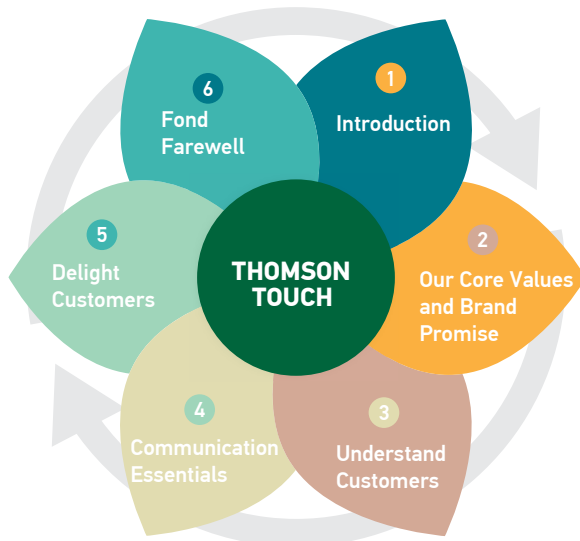 THOMSON
TOUCH
1
Introduction
2
Our Core Values
and Brand
Promise
3
Understand
Customers
4
Communication
Essentials
5
Delight
Customers
6
Fond
Farewell